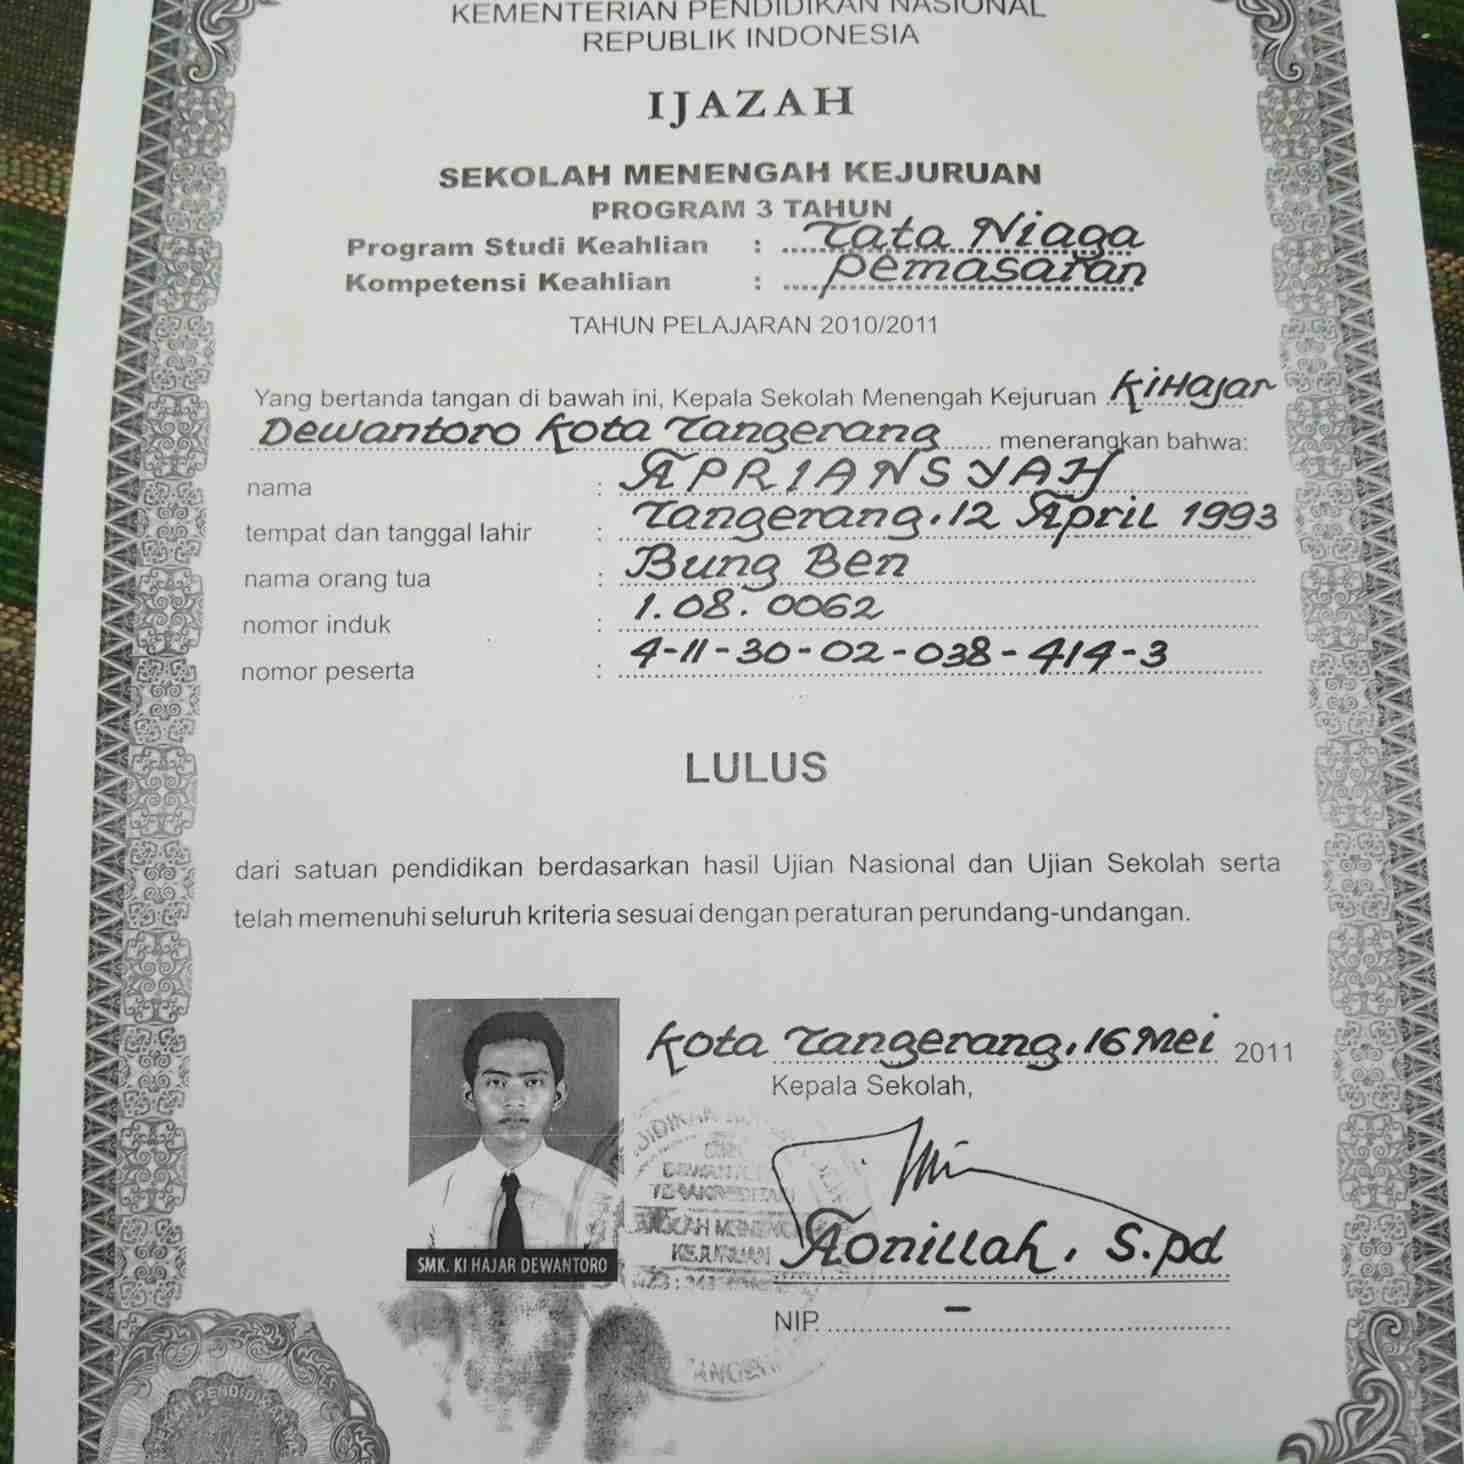 KEMENTERIAN PENDIDIKAN NASIONAL
REPUBLIK INDONESIA
IJAZAH
SEKOLAH MENENGAH KEJURUAN
PROGRAM 3 TAHUN
Program Studi Keahlian : Tata Niaga
Kompetensi Keahlian : Pemasaran
TAHUN PELAJARAN 2010/2011
Yang bertanda tangan di bawah ini, Kepala Sekolah Menengah Kejuruan Ki Hajar
Dewantoro Kota Tangerang menerangkan bahwa:
nama : APRIANSYAH
tempat dan tanggal lahir : Tangerang, 12 April 1993
nama orang tua : Bung Ben
nomor induk : 1.08.0062
nomor peserta : 4-11-30-02-038-414-3
LULUS
dari satuan pendidikan berdasarkan hasil Ujian Nasional dan Ujian Sekolah serta
telah memenuhi seluruh kriteria sesuai dengan peraturan perundang-undangan.
Kota Tangerang, 16 Mei 2011
Kepala Sekolah,
Aonillah, S.pd
NIP. –
SMK. KI HAJAR DEWANTORO
KEJURUAN
PENDIDIKAN